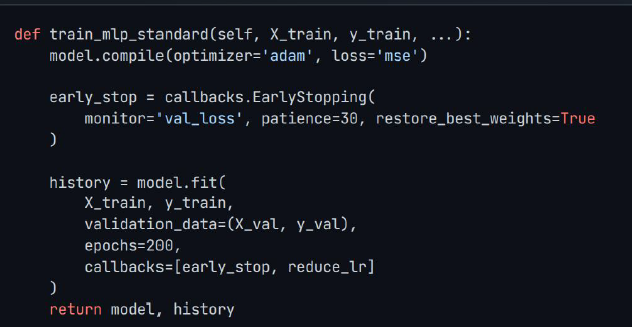 def train_mlp_standard(self, X_train, y_train, ...):
    model.compile(optimizer='adam', loss='mse')

    early_stop = callbacks.EarlyStopping(
        monitor='val_loss', patience=30, restore_best_weights=True
    )

    history = model.fit(
        X_train, y_train,
        validation_data=(X_val, y_val),
        epochs=200,
        callbacks=[early_stop, reduce_lr]
    )
    return model, history